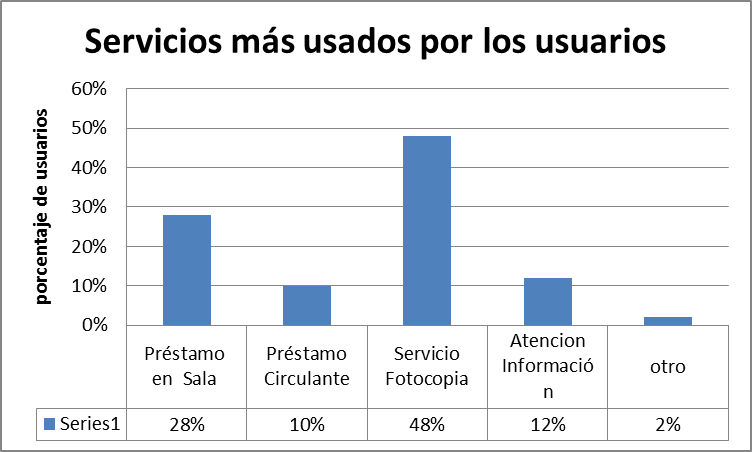 Servicios más usados por los usuarios
porcentaje de usuarios
60%
50%
40%
30%
20%
10%
0%
Préstamo
en Sala
Préstamo
Circulante
Servicio
Fotocopia
Atencion
Informació
n
otro
Series1 28% 10% 48% 12% 2%